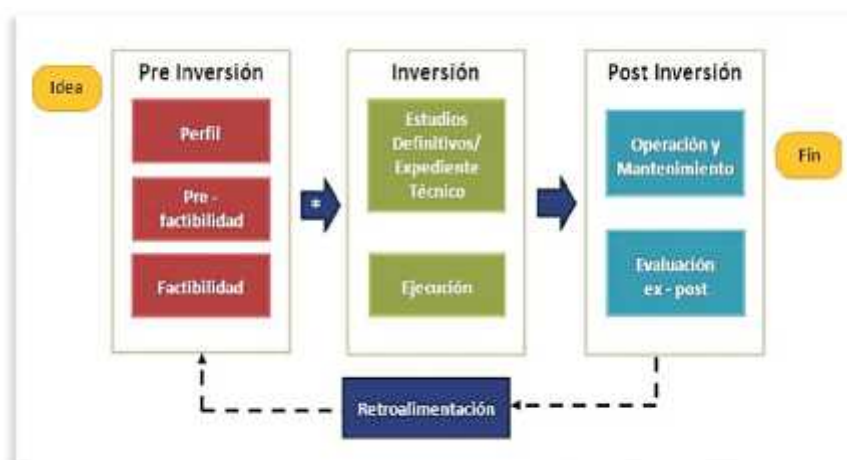 Idea
Pre Inversión
Perfil
Pre -
factibilidad
Factibilidad
*
Inversión
Estudios
Definitivos/
Expediente
Técnico
Ejecución
Post Inversión
Operación y
Mantenimiento
Evaluación
ex - post
Fin
Retroalimentación